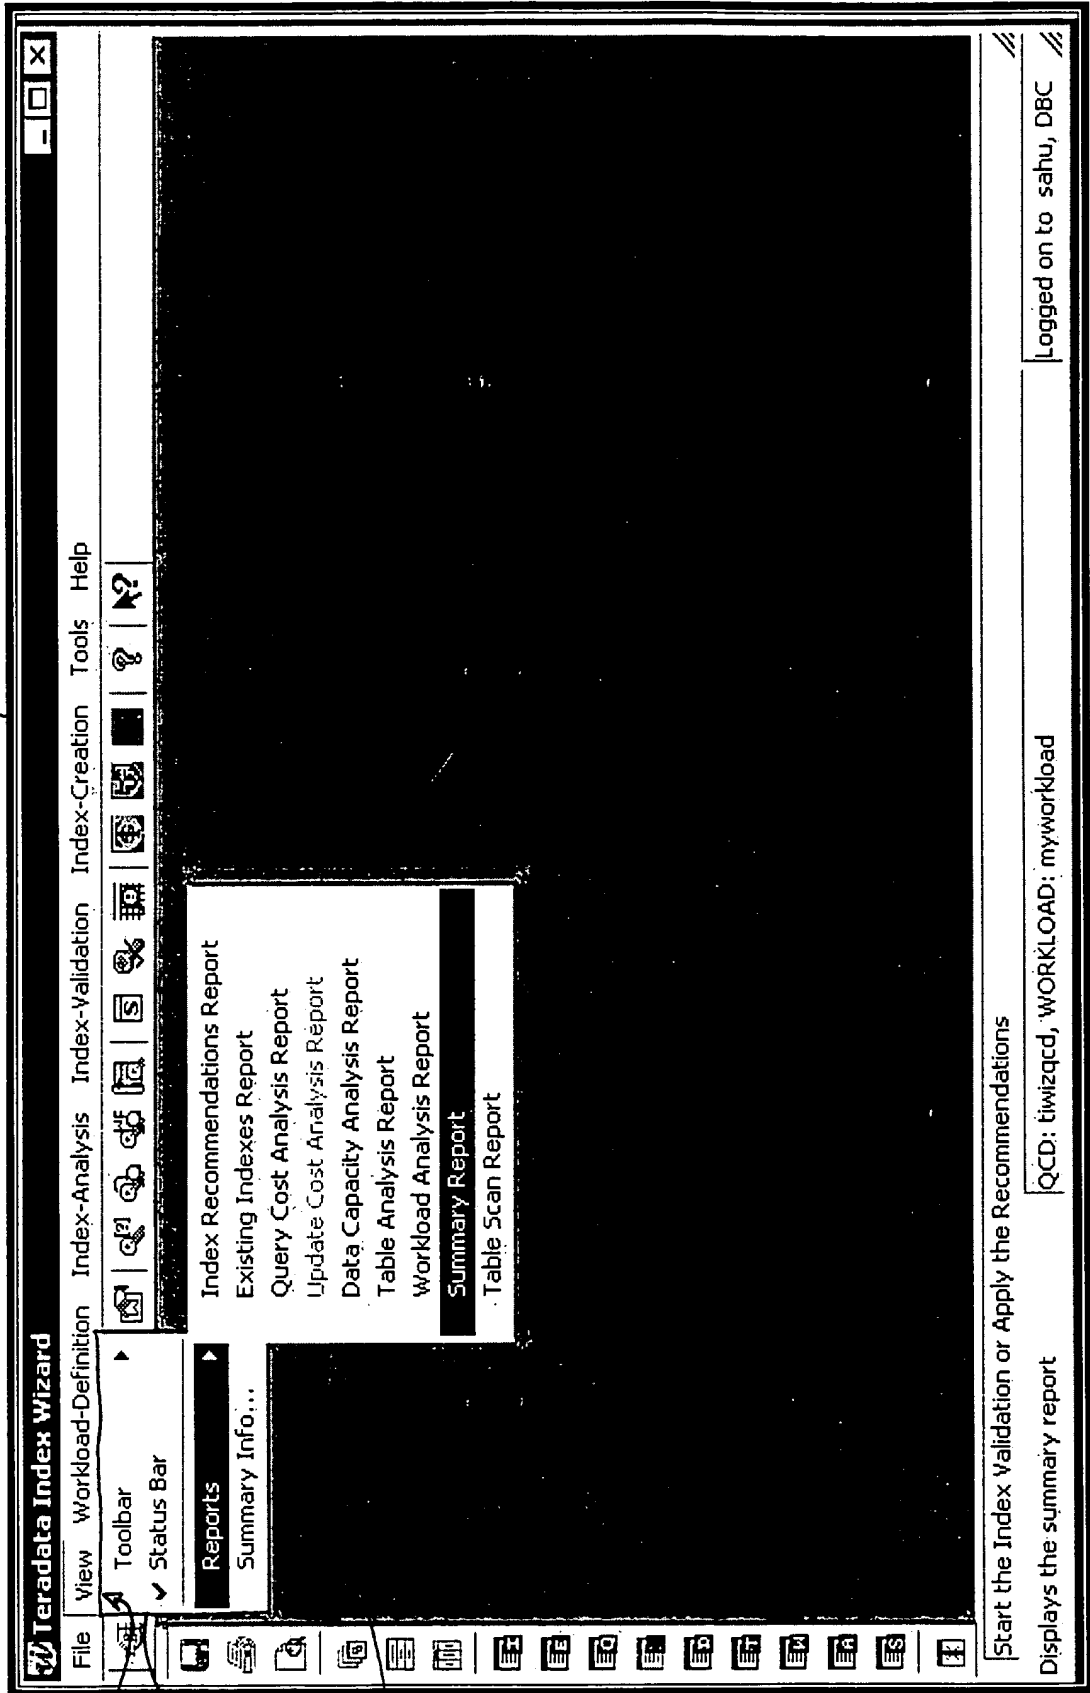 Teradata Index Wizard
File View Workload-Definition Index-Analysis Index-Validation Index-Creation Tools Help
Toolbar
Status Bar
Reports
Summary Info...
Index Recommendations Report
Existing Indexes Report
Query Cost Analysis Report
Update Cost Analysis Report
Data Capacity Analysis Report
Table Analysis Report
Workload Analysis Report
Summary Report
Table Scan Report
S
I
E
Q
D
T
W
A
S
Start the Index Validation or Apply the Recommendations
Displays the summary report
QCD: tiwizqcd, WORKLOAD: myworkload
Logged on to sahu, DBC